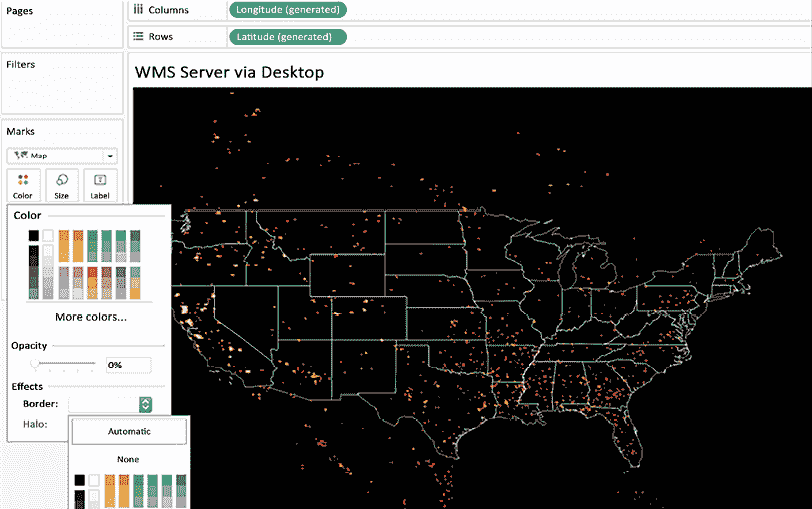 Pages
Columns
Longitude (generated)
Rows
Latitude (generated)
Filters
WMS Server via Desktop
Marks
Map
Color
Size
Label
Color
More colors...
Opacity
0%
Effects
Border:
Halo:
Automatic
None